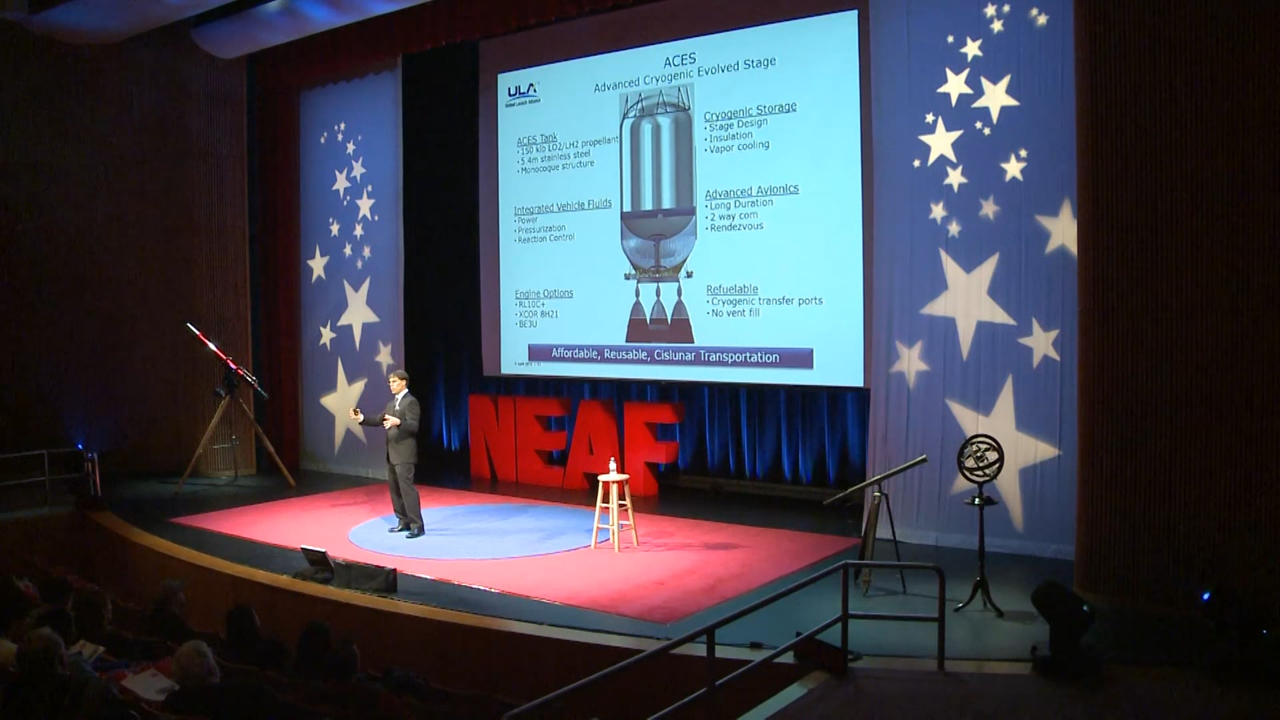 ACES
Advanced Cryogenic Evolved Stage
ULA
United Launch Alliance
ACES Tank
• 150 klb LO2/LH2 propellant
• 5.4m stainless steel
• Monocoque structure
Integrated Vehicle Fluids
• Power
• Pressurization
• Reaction Control
Engine Options
• RL10C+
• XCOR 8H21
• BE3U
Cryogenic Storage
• Stage Design
• Insulation
• Vapor cooling
Advanced Avionics
• Long Duration
• 2 way com
• Rendezvous
Refuelable
• Cryogenic transfer ports
• No vent fill
Affordable, Reusable, Cislunar Transportation
NEAF